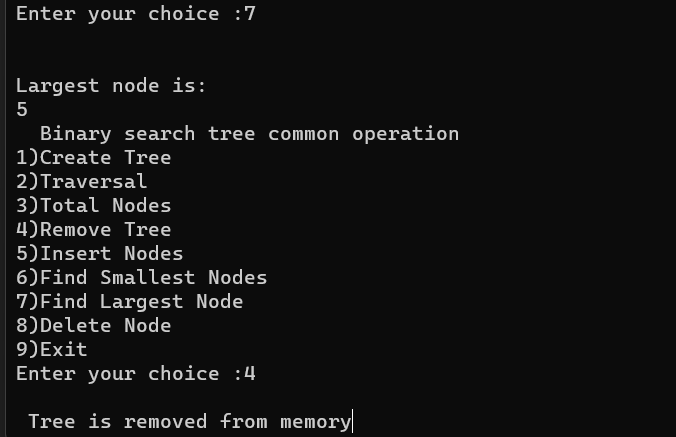 Enter your choice :7
Largest node is:
5
Binary search tree common operation
1)Create Tree
2)Traversal
3)Total Nodes
4)Remove Tree
5)Insert Nodes
6)Find Smallest Nodes
7)Find Largest Node
8)Delete Node
9)Exit
Enter your choice :4
Tree is removed from memory